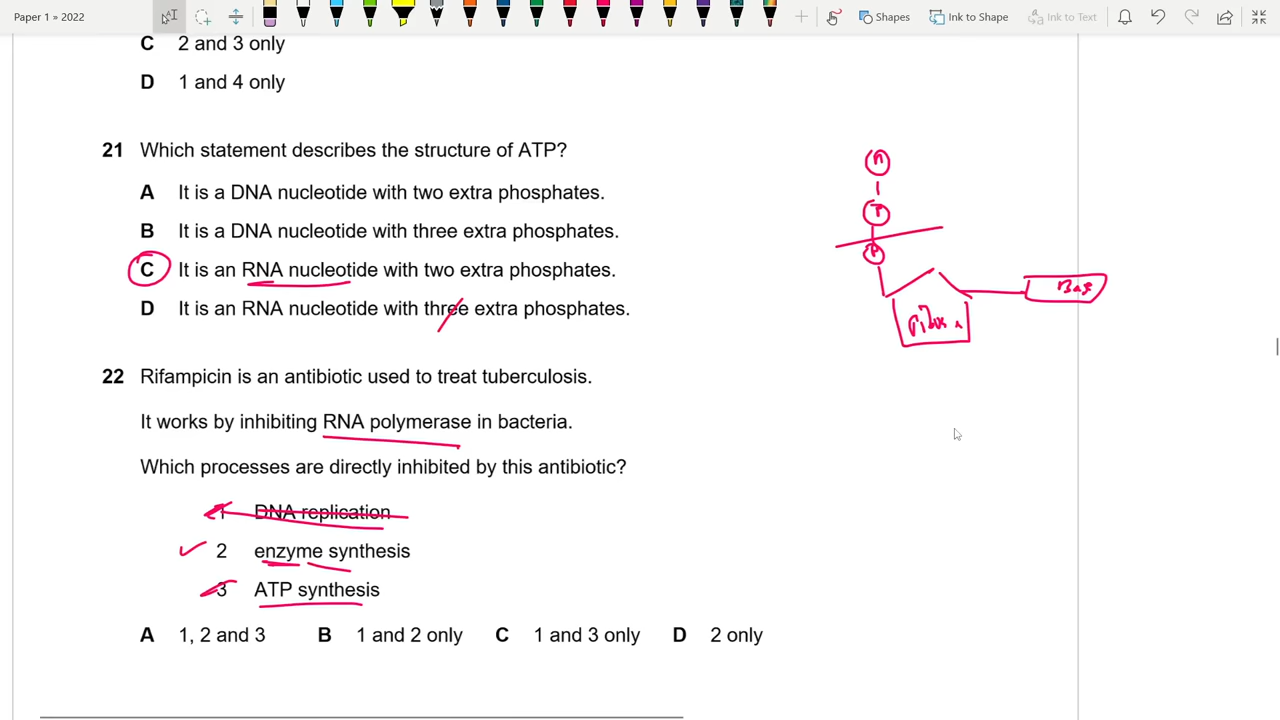 Paper 1 » 2022
Shapes
Ink to Shape
Ink to Text
C 2 and 3 only
D 1 and 4 only
21 Which statement describes the structure of ATP?
A It is a DNA nucleotide with two extra phosphates.
B It is a DNA nucleotide with three extra phosphates.
C It is an RNA nucleotide with two extra phosphates.
D It is an RNA nucleotide with three extra phosphates.
22 Rifampicin is an antibiotic used to treat tuberculosis.
It works by inhibiting RNA polymerase in bacteria.
Which processes are directly inhibited by this antibiotic?
1 DNA replication
2 enzyme synthesis
3 ATP synthesis
A 1, 2 and 3 B 1 and 2 only C 1 and 3 only D 2 only